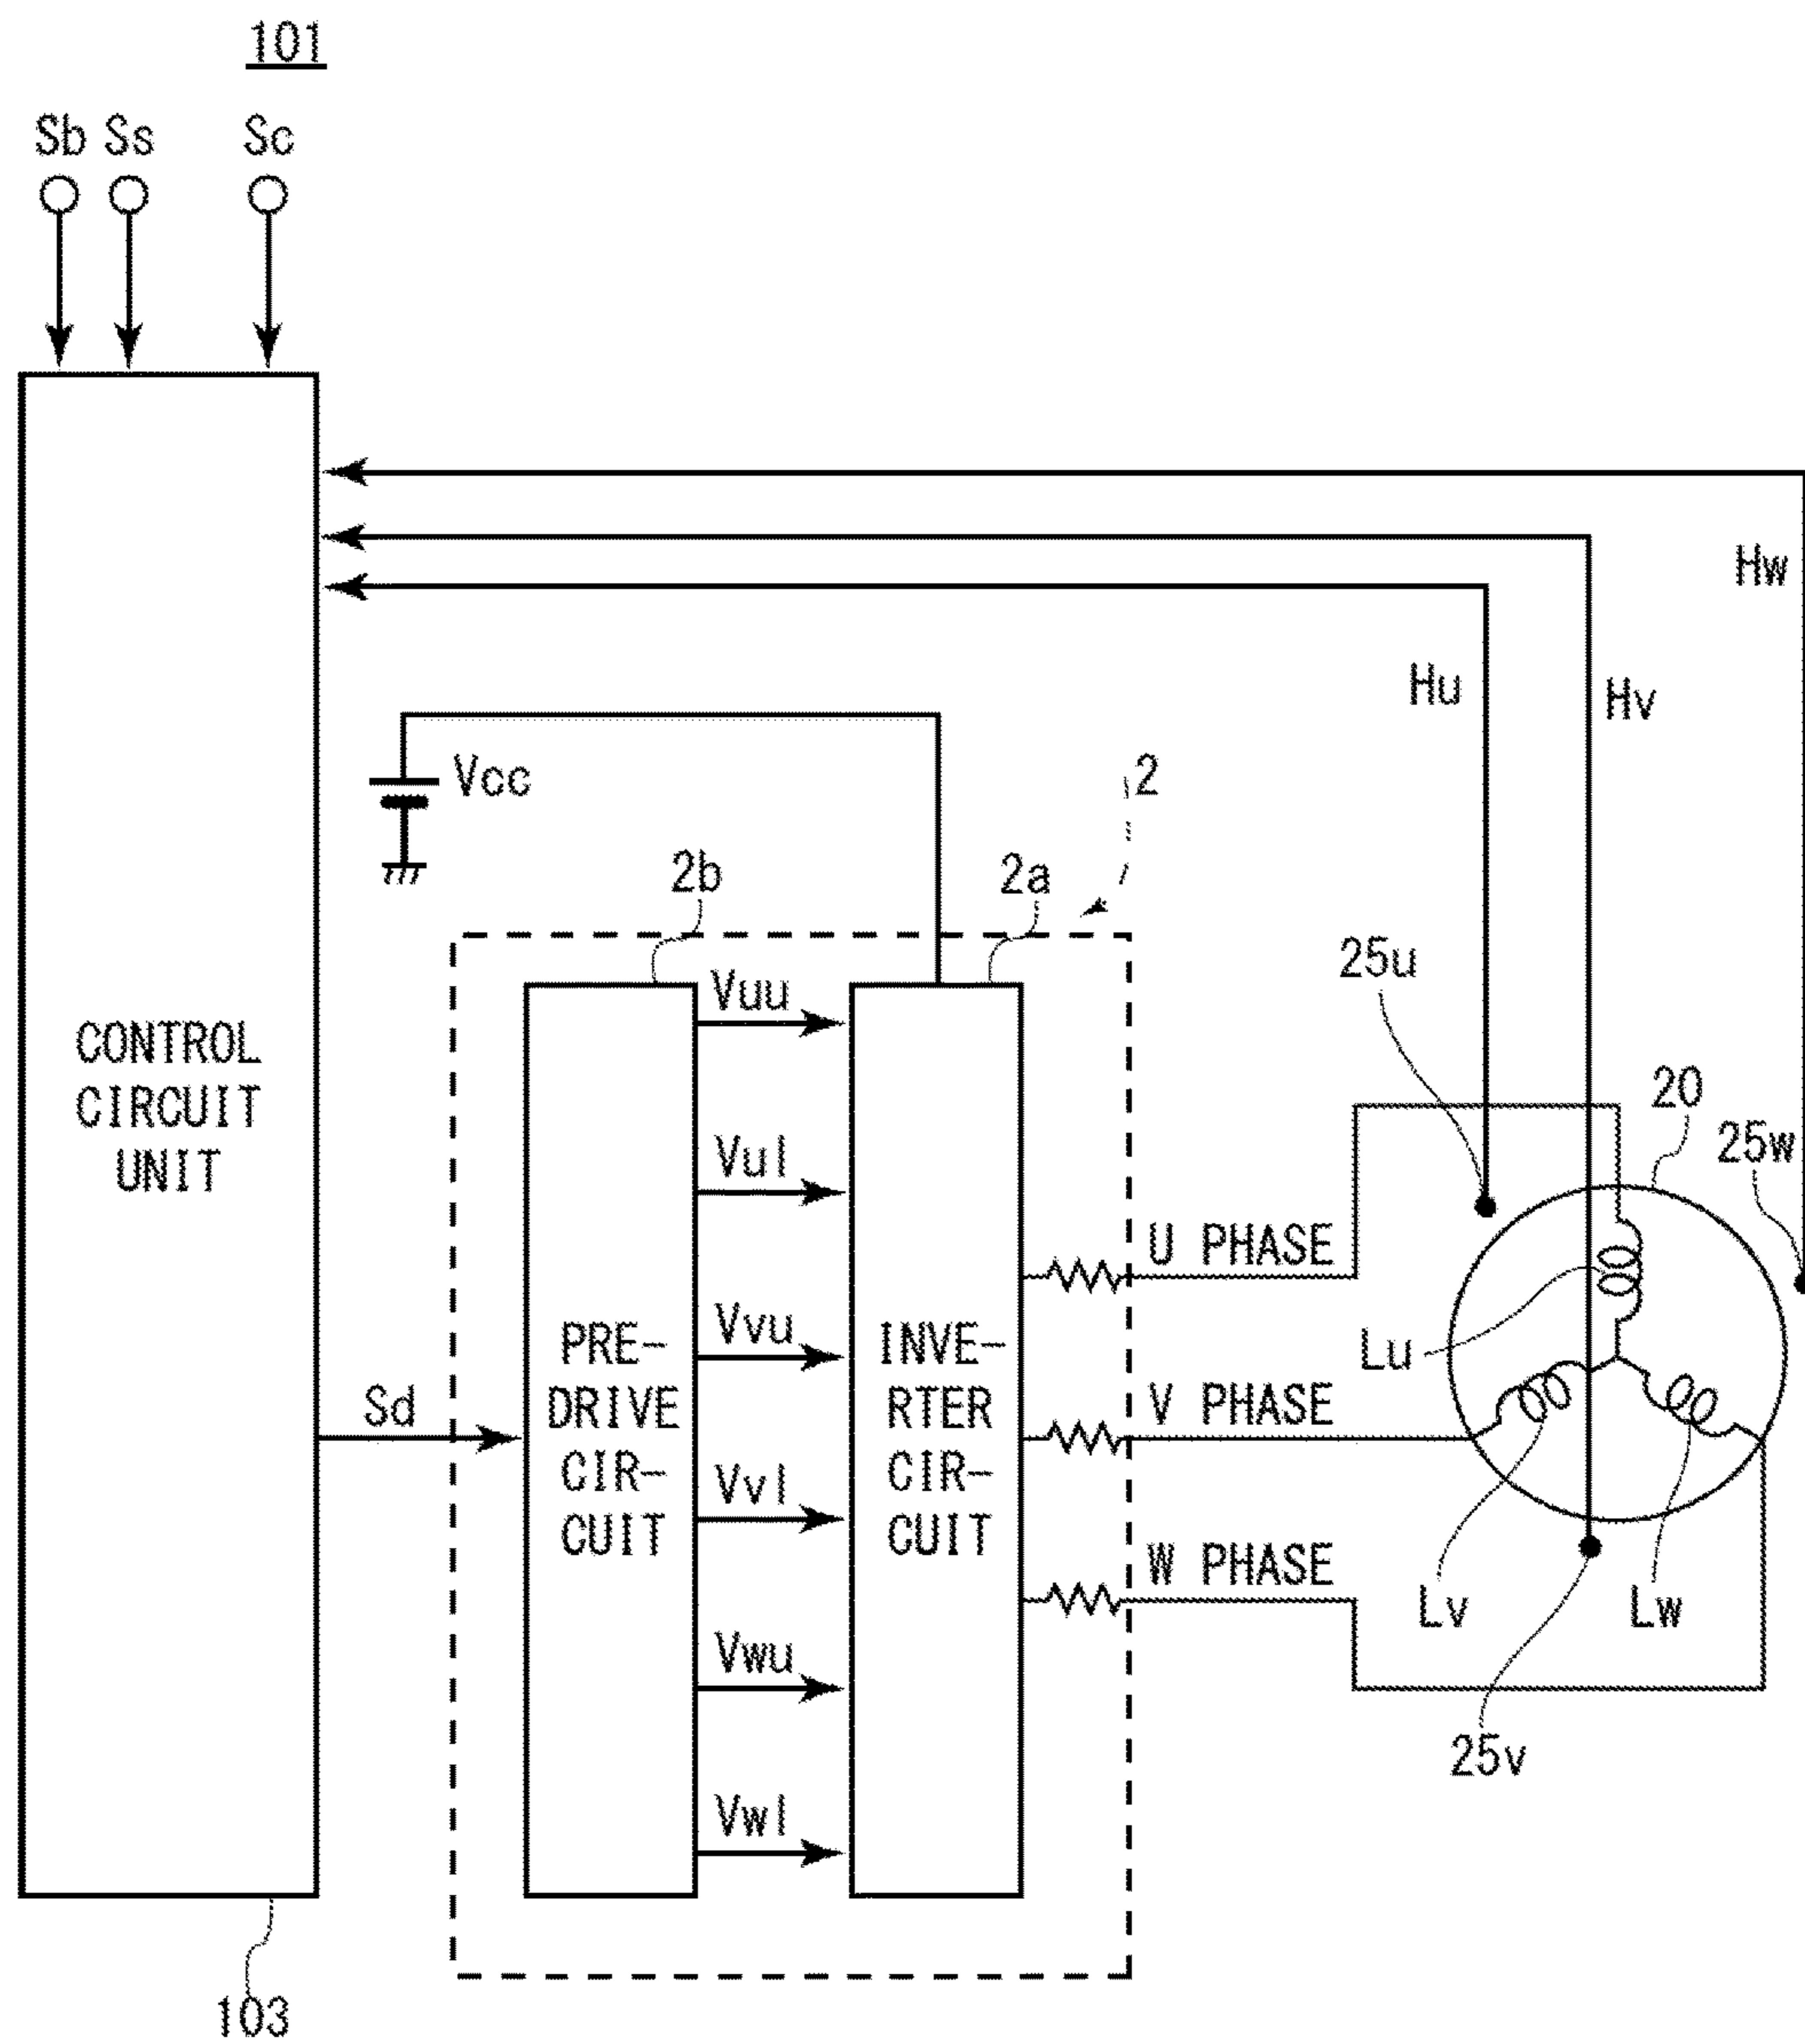 101
Sb Ss Sc
Hw
Hu
Hv
Vcc
2
2b
2a
25u
Vuu
CONTROL
CIRCUIT
UNIT
20
25w
Vul
U PHASE
Lu
Vvu
PRE-
DRIVE
CIR-
CUIT
INVE-
RTER
CIR-
CUIT
Sd
V PHASE
Vvl
W PHASE
Lv
Lw
Vwu
25v
Vwl
103